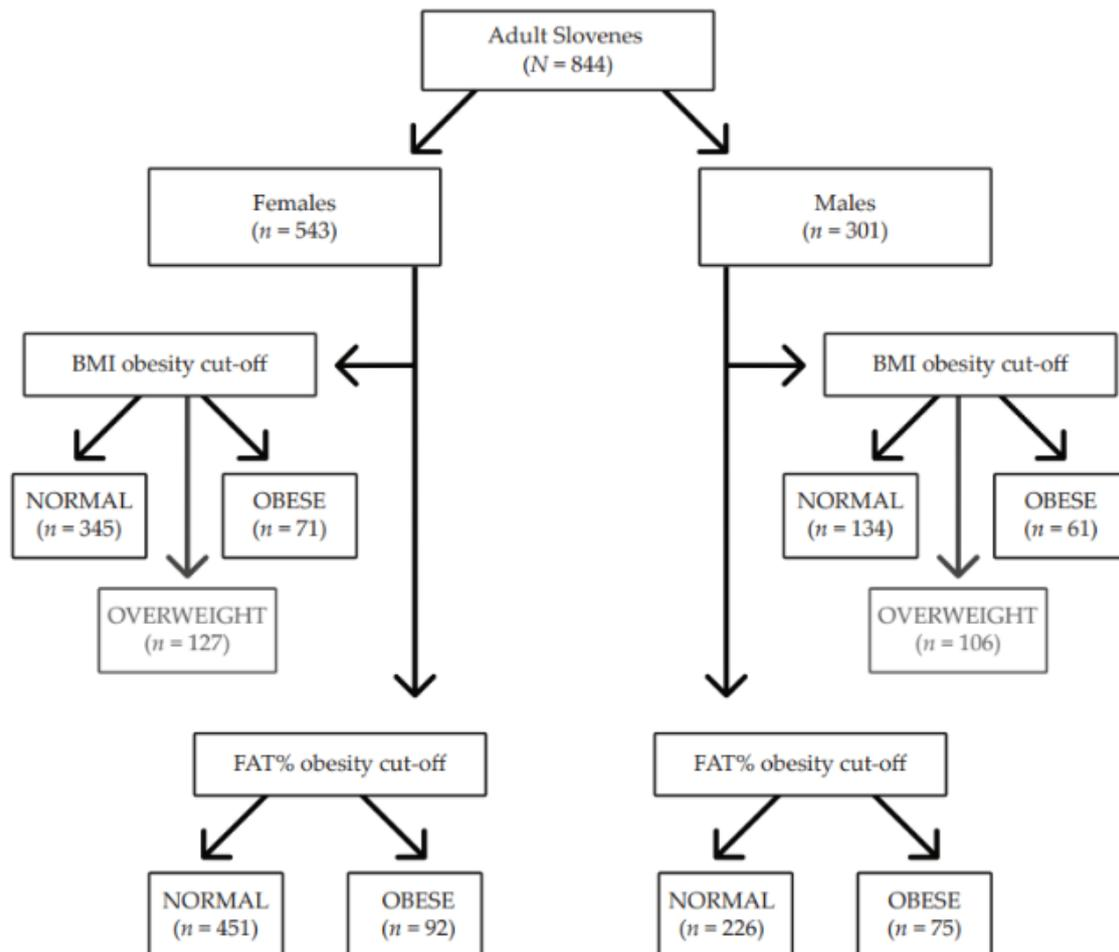 Adult Slovenes
(N = 844)
Females
(n = 543)
Males
(n = 301)
BMI obesity cut-off
BMI obesity cut-off
NORMAL
(n = 345)
OBESE
(n = 71)
NORMAL
(n = 134)
OBESE
(n = 61)
OVERWEIGHT
(n = 127)
OVERWEIGHT
(n = 106)
FAT% obesity cut-off
FAT% obesity cut-off
NORMAL
(n = 451)
OBESE
(n = 92)
NORMAL
(n = 226)
OBESE
(n = 75)